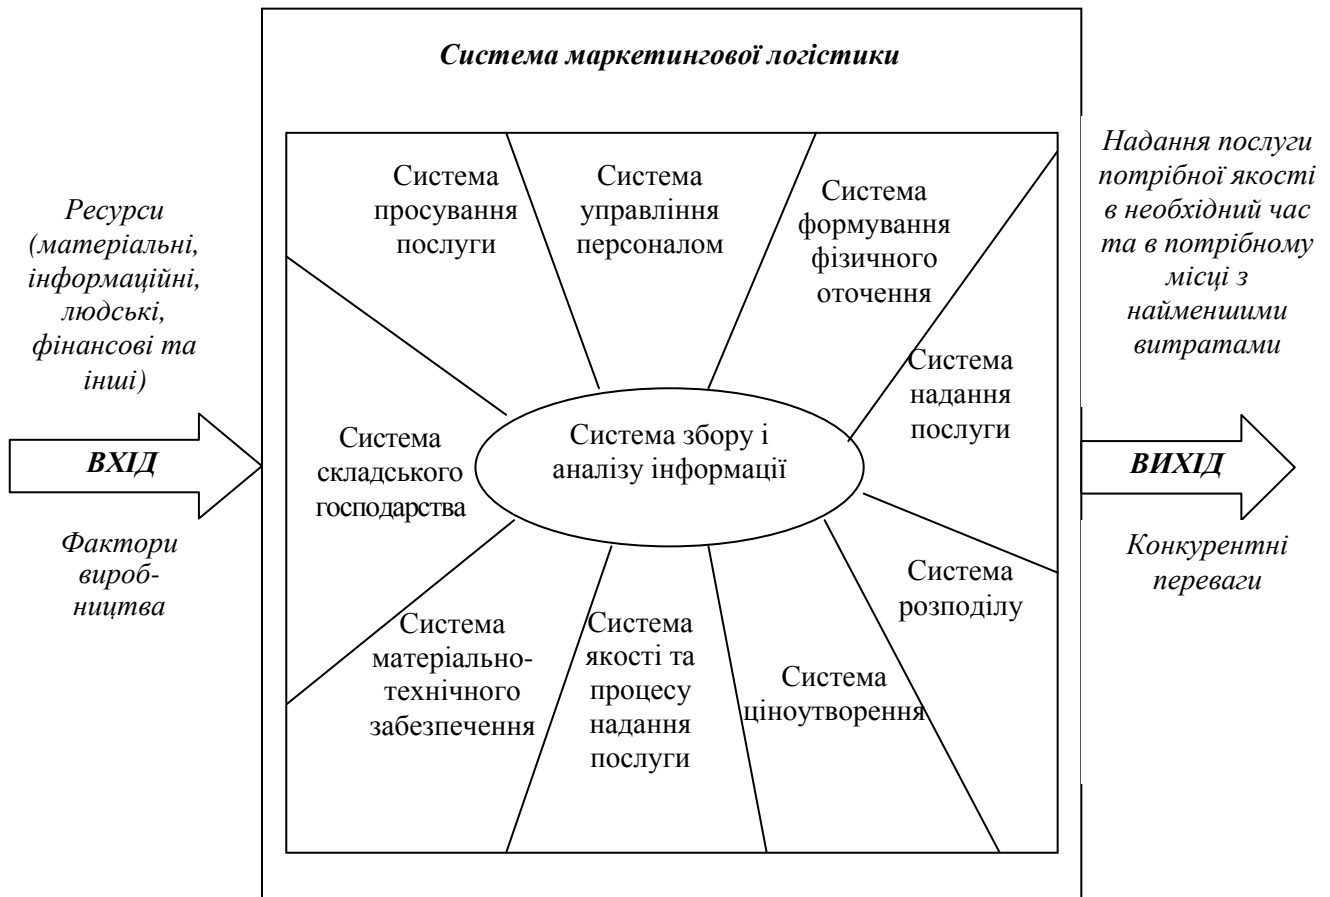 Система маркетингової логістики
Ресурси
(матеріальні,
інформаційні,
людські,
фінансові та
інші)
ВХІД
Фактори
вироб-
ництва
Система
просування
послуги
Система
управління
персоналом
Система
формування
фізичного
оточення
Система
надання
послуги
Система
складського
господарства
Система збору і
аналізу інформації
Система
розподілу
Система
матеріально-
технічного
забезпечення
Система
якості та
процесу
надання
послуги
Система
ціноутворення
Надання послуги
потрібної якості
в необхідний час
та в потрібному
місці з
найменшими
витратами
ВИХІД
Конкурентні
переваги